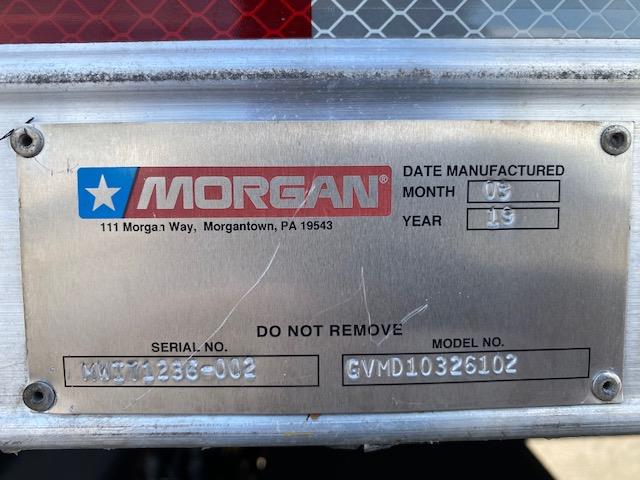 MORGAN®
111 Morgan Way, Morgantown, PA 19543
DATE MANUFACTURED
MONTH 09
YEAR 19
DO NOT REMOVE
SERIAL NO.
MWI71236-002
MODEL NO.
GVMD10326102